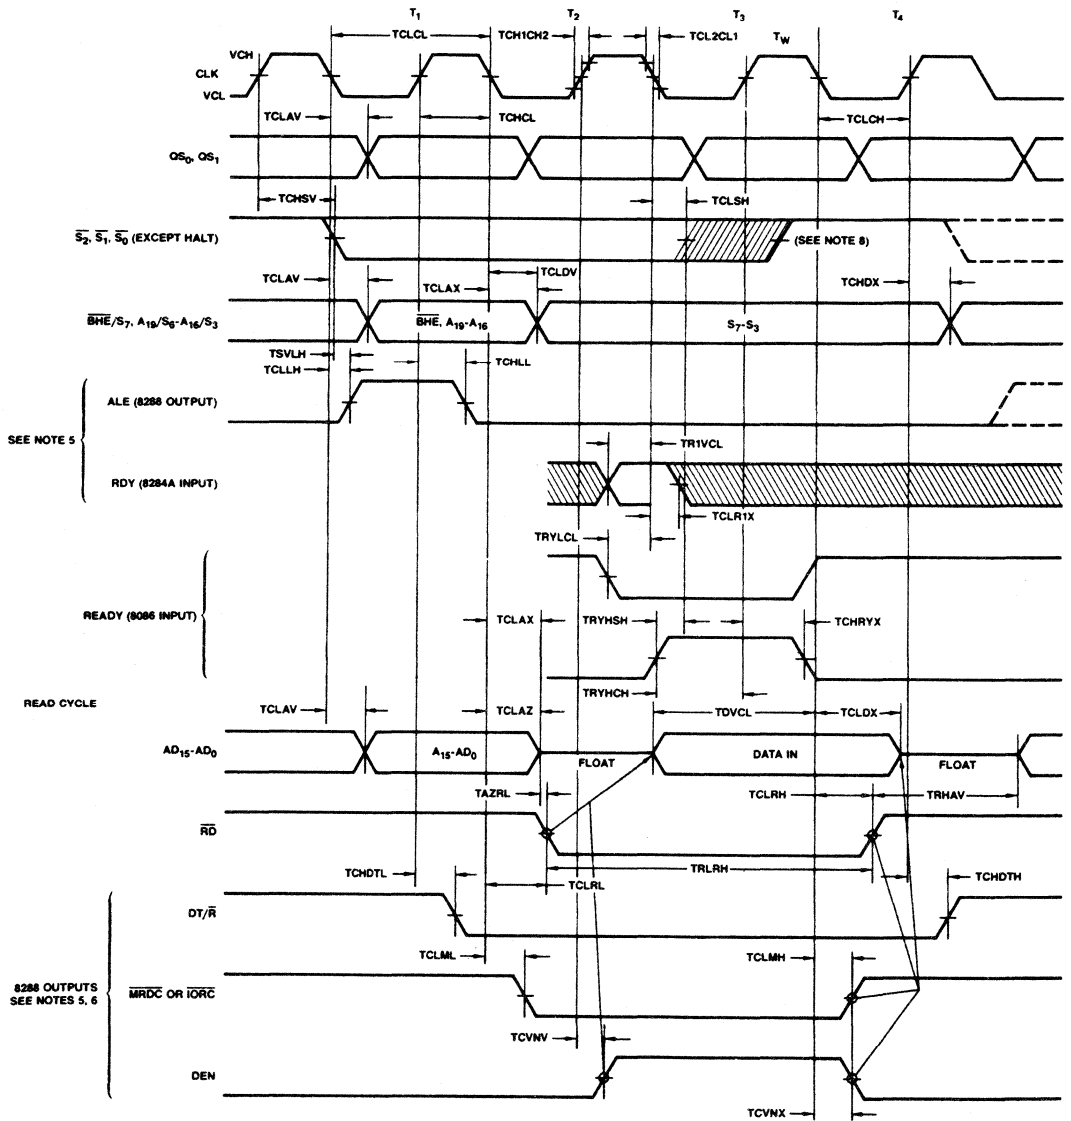 T1 T2 T3 T4
TCLCL TCH1CH2 TCL2CL1 TW
VCH
CLK
VCL
TCLAV TCHCL TCLCH
QS0, QS1
TCHSV TCLSH
S2, S1, S0 (EXCEPT HALT) (SEE NOTE 8)
TCLAV TCLDV
TCLAX TCHDX
BHE/S7, A19/S6-A16/S3 BHE, A19-A16 S7-S3
TSVLH TCHLL
TCLLH
ALE (8288 OUTPUT)
SEE NOTE 5
TR1VCL
RDY (8284A INPUT)
TCLR1X
TRYLCL
READY (8086 INPUT)
TCLAX TRYHSH TCHRYX
TRYHCH
READ CYCLE
TCLAV TCLAZ TDVCL TCLDX
AD15-AD0 A15-AD0 FLOAT DATA IN FLOAT
TAZRL TCLRH TRHAV
RD
TRLRH
TCHDTL TCLRL TCHDTH
DT/R
TCLML TCLMH
8288 OUTPUTS
SEE NOTES 5, 6
MRDC OR IORC
TCVNV
DEN
TCVNX